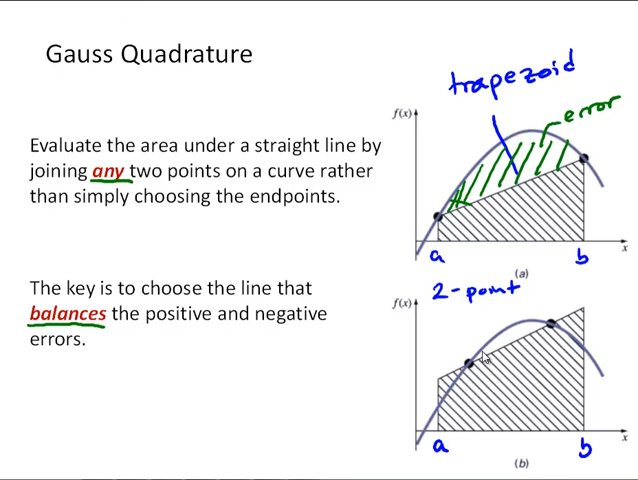 Gauss Quadrature
Evaluate the area under a straight line by
joining any two points on a curve rather
than simply choosing the endpoints.
The key is to choose the line that
balances the positive and negative
errors.
trapezoid
error
f(x)
x
a
b
(a)
2-point
f(x)
x
a
b
(b)